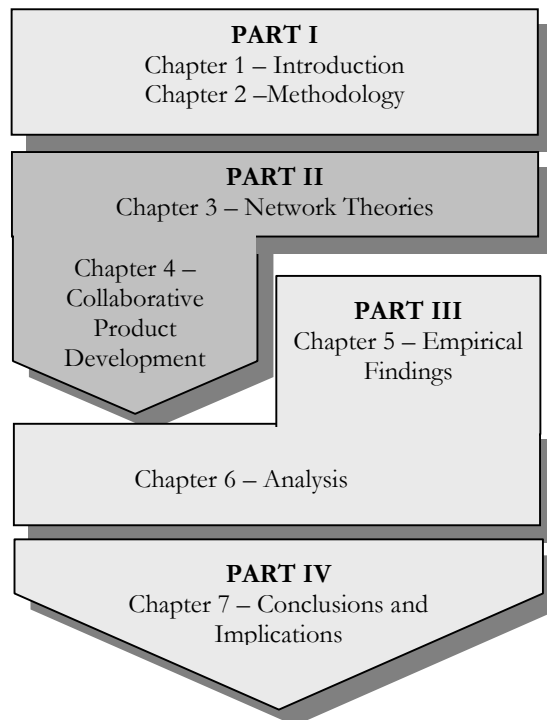 PART I
Chapter 1 – Introduction
Chapter 2 –Methodology
PART II
Chapter 3 – Network Theories
Chapter 4 –
Collaborative
Product
Development
PART III
Chapter 5 – Empirical
Findings
Chapter 6 – Analysis
PART IV
Chapter 7 – Conclusions and
Implications